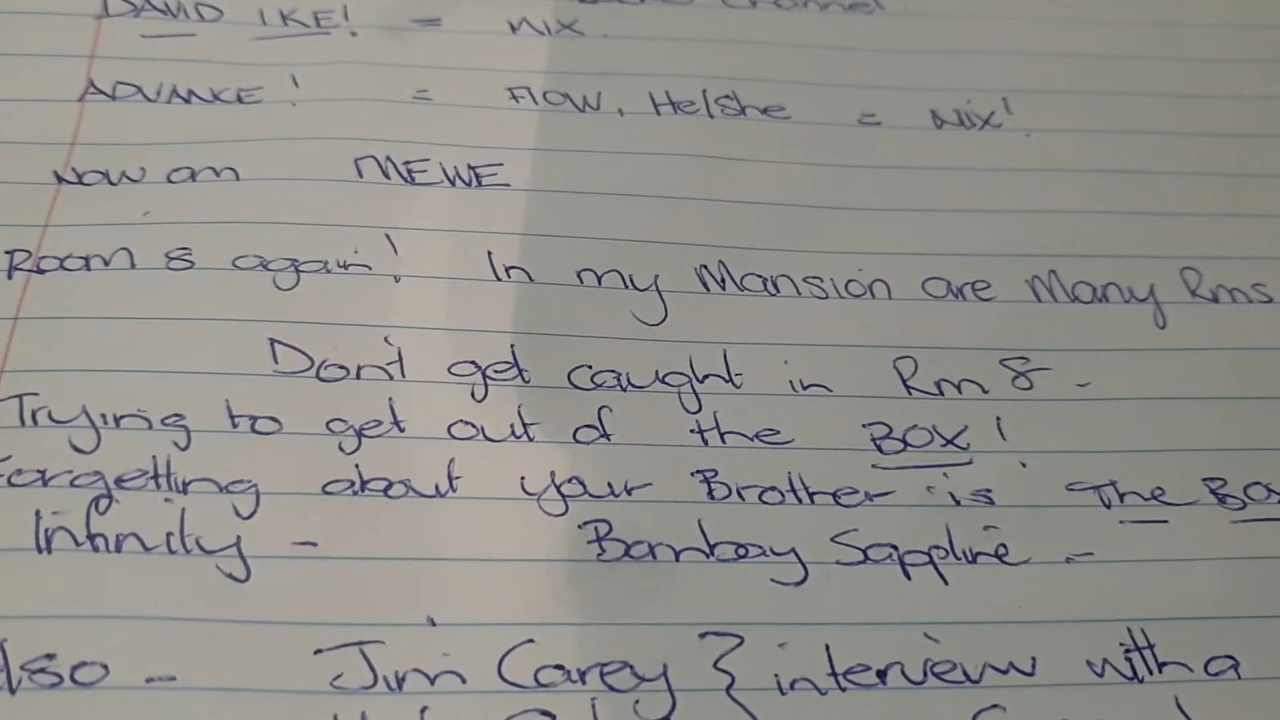 DAVID IKE! = NIX.
ADVANCE! = FLOW, He/She = Nix!
Now on MEWE
Room 8 again! In my Mansion are Many Rms
Don't get caught in Rm 8 -
Trying to get out of the BOX!
Forgetting about your Brother is The Bo
Infinity - Bombay Sapphire -
lso - Jim Carey } interview with a